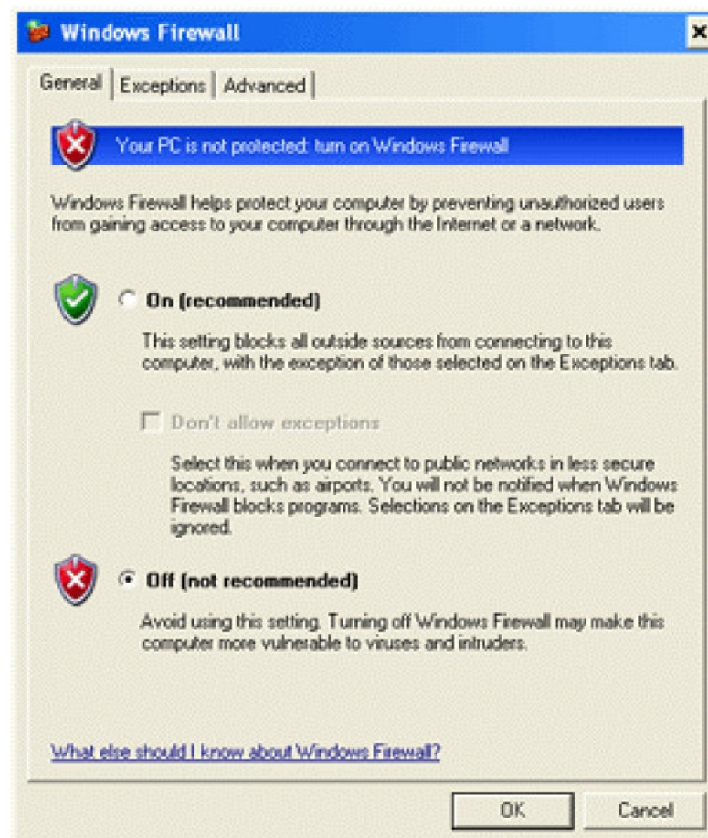 Windows Firewall
General
Exceptions
Advanced
Your PC is not protected: turn on Windows Firewall
Windows Firewall helps protect your computer by preventing unauthorized users
from gaining access to your computer through the Internet or a network.
On (recommended)
This setting blocks all outside sources from connecting to this
computer, with the exception of those selected on the Exceptions tab.
Don't allow exceptions
Select this when you connect to public networks in less secure
locations, such as airports. You will not be notified when Windows
Firewall blocks programs. Selections on the Exceptions tab will be
ignored.
Off (not recommended)
Avoid using this setting. Turning off Windows Firewall may make this
computer more vulnerable to viruses and intruders.
What else should I know about Windows Firewall?
OK
Cancel